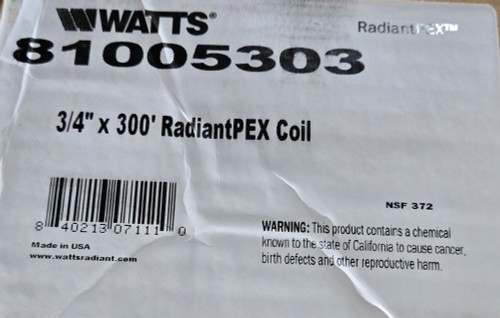 WATTS®
RadiantPEX™
81005303
3/4" x 300' RadiantPEX Coil
8 40213 07111 0
NSF 372
Made in USA
www.wattsradiant.com
WARNING: This product contains a chemical
known to the state of California to cause cancer,
birth defects and other reproductive harm.